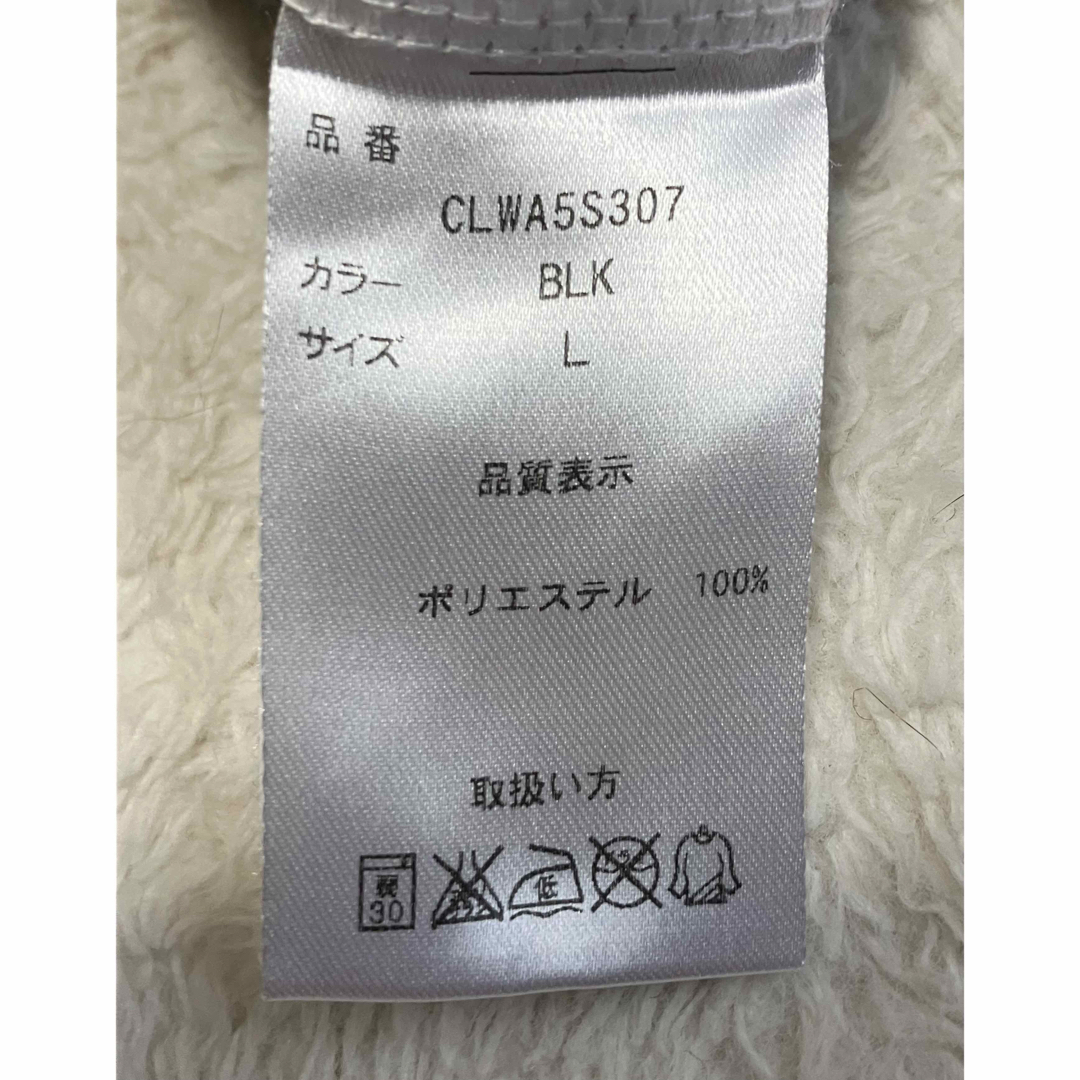 品番
CLWA5S307
カラー BLK
サイズ L
品質表示
ポリエステル 100%
取扱い方
30 低